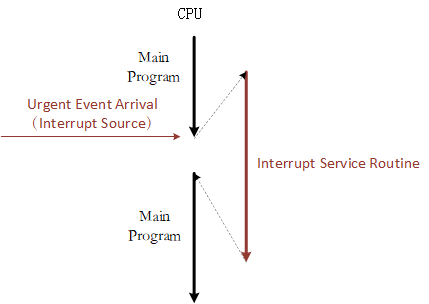 CPU
Main
Program
Urgent Event Arrival
（Interrupt Source）
Interrupt Service Routine
Main
Program